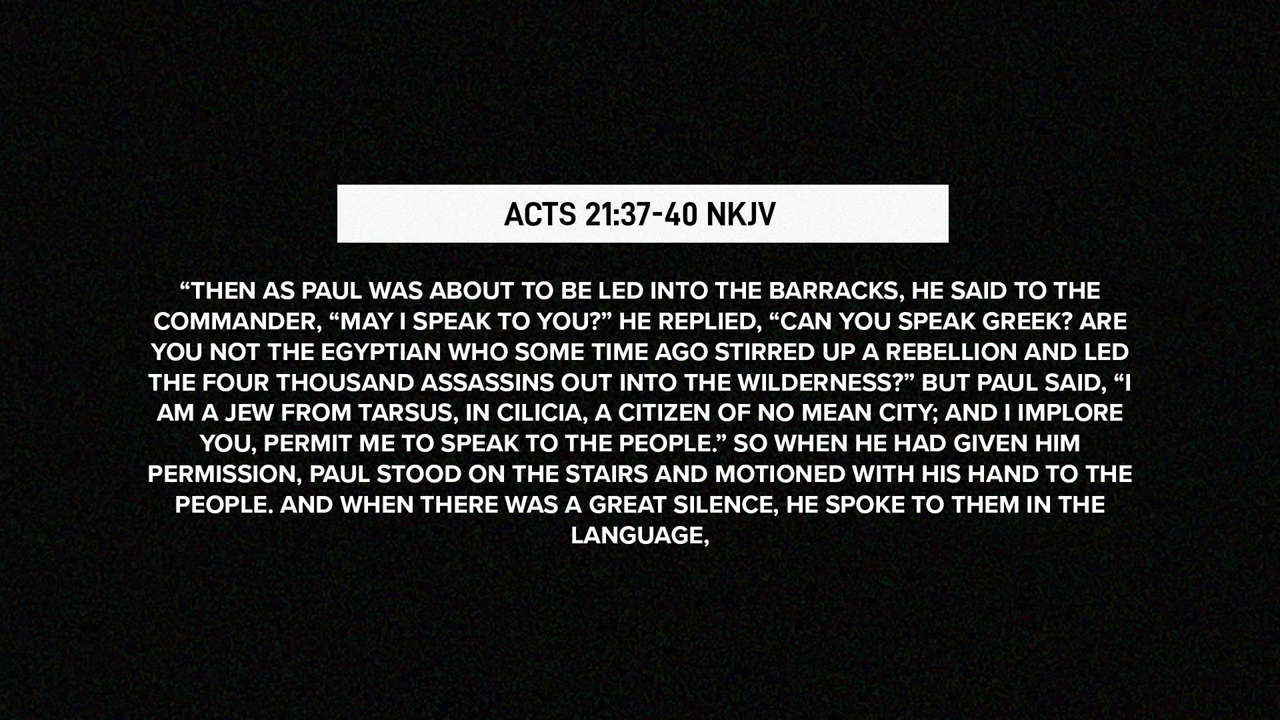 ACTS 21:37-40 NKJV
“THEN AS PAUL WAS ABOUT TO BE LED INTO THE BARRACKS, HE SAID TO THE
COMMANDER, “MAY I SPEAK TO YOU?” HE REPLIED, “CAN YOU SPEAK GREEK? ARE
YOU NOT THE EGYPTIAN WHO SOME TIME AGO STIRRED UP A REBELLION AND LED
THE FOUR THOUSAND ASSASSINS OUT INTO THE WILDERNESS?” BUT PAUL SAID, “I
AM A JEW FROM TARSUS, IN CILICIA, A CITIZEN OF NO MEAN CITY; AND I IMPLORE
YOU, PERMIT ME TO SPEAK TO THE PEOPLE.” SO WHEN HE HAD GIVEN HIM
PERMISSION, PAUL STOOD ON THE STAIRS AND MOTIONED WITH HIS HAND TO THE
PEOPLE. AND WHEN THERE WAS A GREAT SILENCE, HE SPOKE TO THEM IN THE
LANGUAGE,